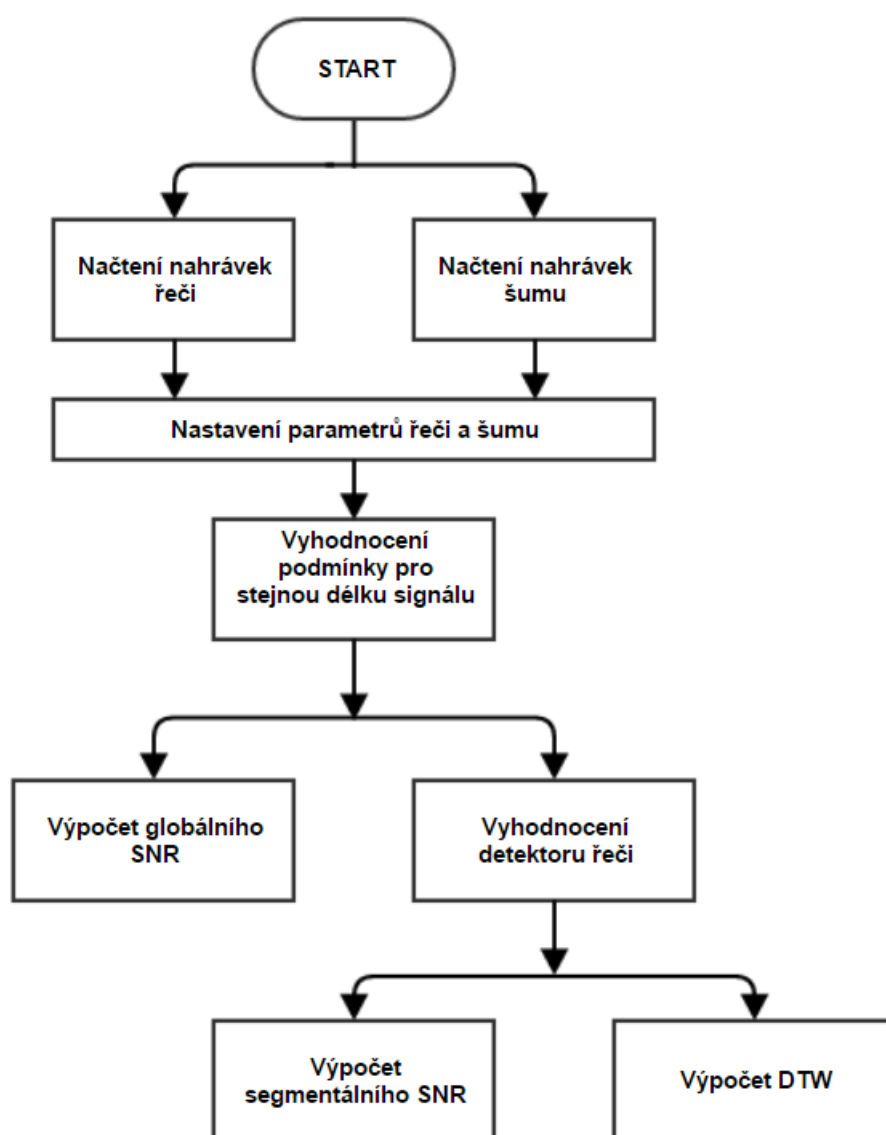 START
Načtení nahrávek
řeči
Načtení nahrávek
šumu
Nastavení parametrů řeči a šumu
Vyhodnocení
podmínky pro
stejnou délku signálu
Výpočet globálního
SNR
Vyhodnocení
detektoru řeči
Výpočet
segmentálního SNR
Výpočet DTW